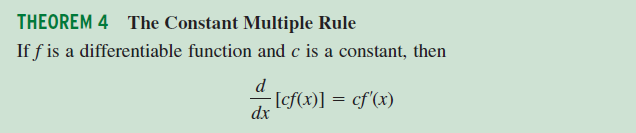 THEOREM 4 The Constant Multiple Rule
If f is a differentiable function and c is a constant, then
d/dx [cf(x)] = cf'(x)